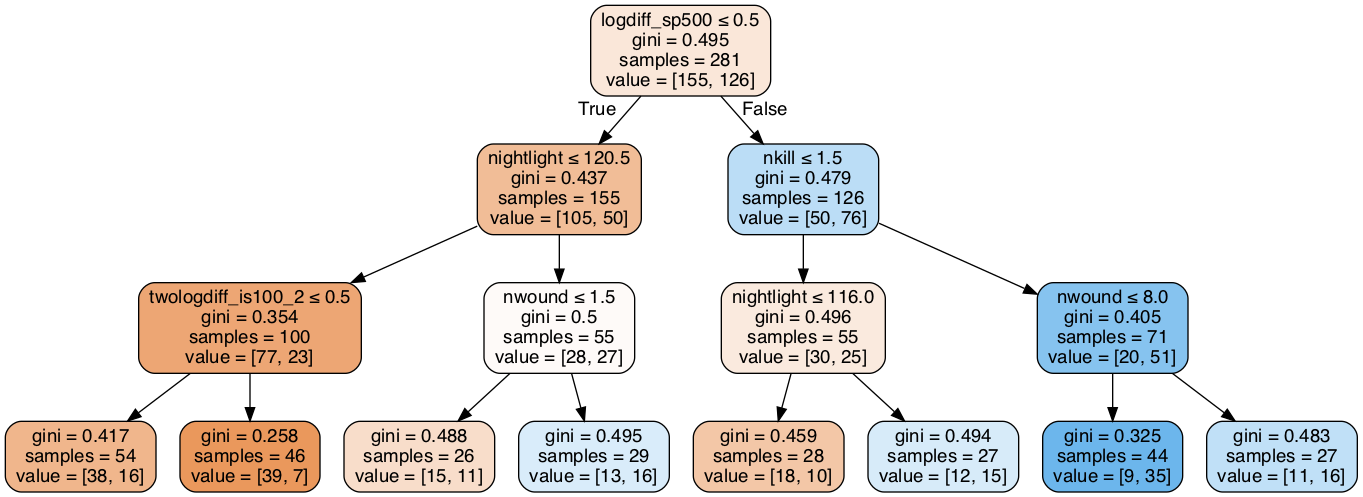 logdiff_sp500 ≤ 0.5
gini = 0.495
samples = 281
value = [155, 126]
True
False
nightlight ≤ 120.5
gini = 0.437
samples = 155
value = [105, 50]
nkill ≤ 1.5
gini = 0.479
samples = 126
value = [50, 76]
twologdiff_is100_2 ≤ 0.5
gini = 0.354
samples = 100
value = [77, 23]
nwound ≤ 1.5
gini = 0.5
samples = 55
value = [28, 27]
nightlight ≤ 116.0
gini = 0.496
samples = 55
value = [30, 25]
nwound ≤ 8.0
gini = 0.405
samples = 71
value = [20, 51]
gini = 0.417
samples = 54
value = [38, 16]
gini = 0.258
samples = 46
value = [39, 7]
gini = 0.488
samples = 26
value = [15, 11]
gini = 0.495
samples = 29
value = [13, 16]
gini = 0.459
samples = 28
value = [18, 10]
gini = 0.494
samples = 27
value = [12, 15]
gini = 0.325
samples = 44
value = [9, 35]
gini = 0.483
samples = 27
value = [11, 16]